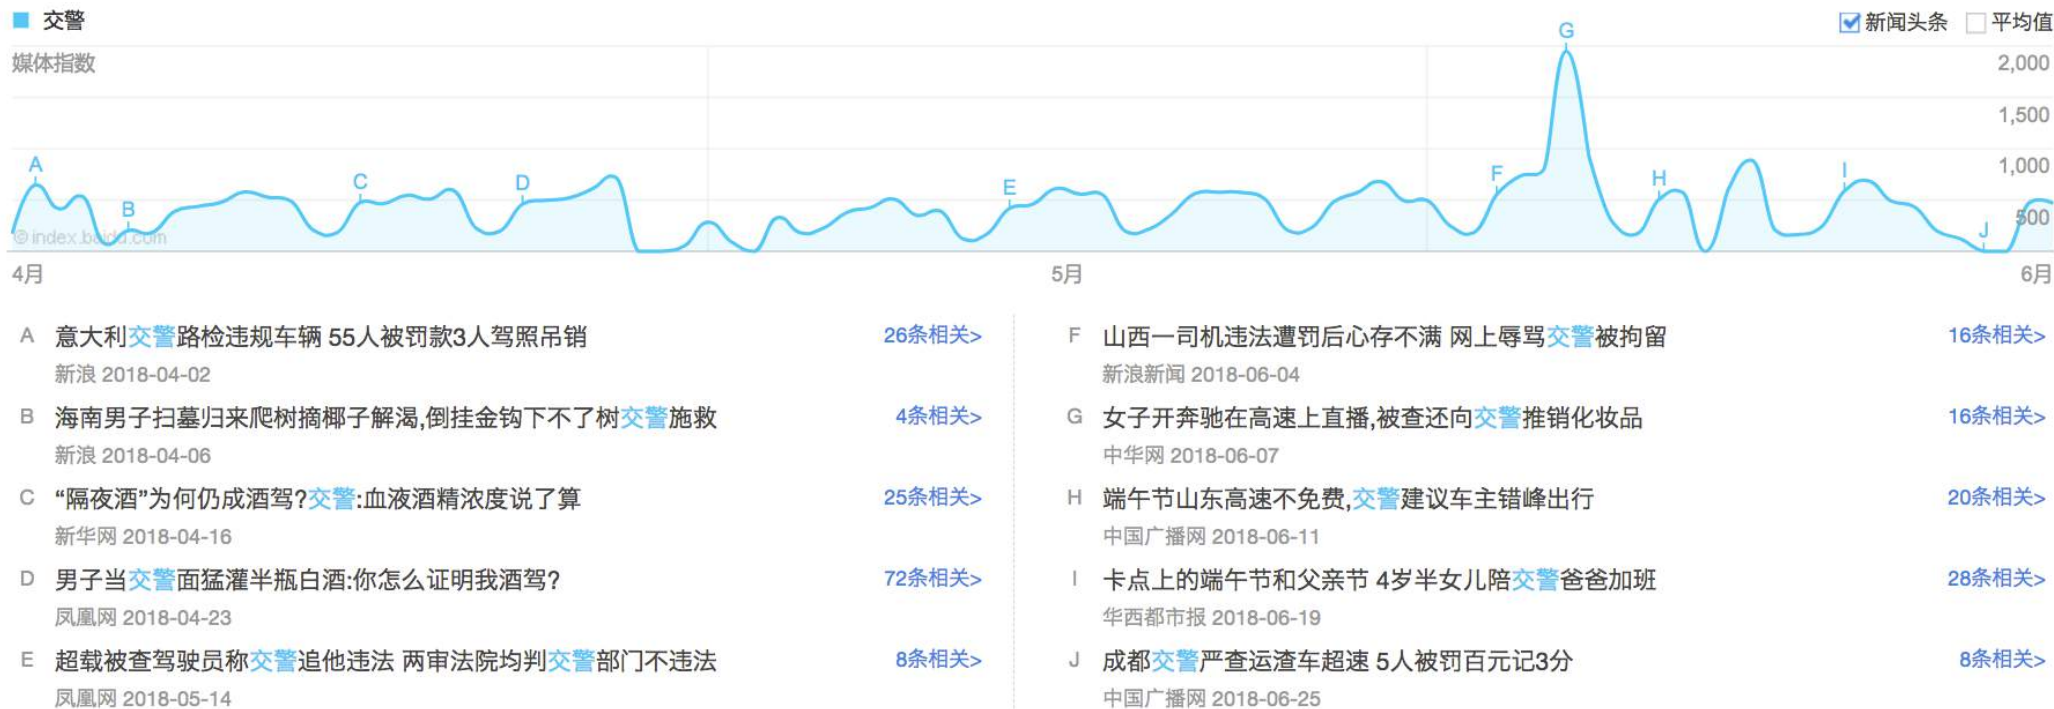 交警
新闻头条 平均值
媒体指数
G
2,000
1,500
1,000
500
A
B
C
D
E
F
H
I
J
©index.baidu.com
4月
5月
6月
A 意大利交警路检违规车辆 55人被罚款3人驾照吊销 26条相关>
新浪 2018-04-02
B 海南男子扫墓归来爬树摘椰子解渴,倒挂金钩下不了树交警施救 4条相关>
新浪 2018-04-06
C “隔夜酒”为何仍成酒驾?交警:血液酒精浓度说了算 25条相关>
新华网 2018-04-16
D 男子当交警面猛灌半瓶白酒:你怎么证明我酒驾? 72条相关>
凤凰网 2018-04-23
E 超载被查驾驶员称交警追他违法 两审法院均判交警部门不违法 8条相关>
凤凰网 2018-05-14
F 山西一司机违法遭罚后心存不满 网上辱骂交警被拘留 16条相关>
新浪新闻 2018-06-04
G 女子开奔驰在高速上直播,被查还向交警推销化妆品 16条相关>
中华网 2018-06-07
H 端午节山东高速不免费,交警建议车主错峰出行 20条相关>
中国广播网 2018-06-11
I 卡点上的端午节和父亲节 4岁半女儿陪交警爸爸加班 28条相关>
华西都市报 2018-06-19
J 成都交警严查运渣车超速 5人被罚百元记3分 8条相关>
中国广播网 2018-06-25